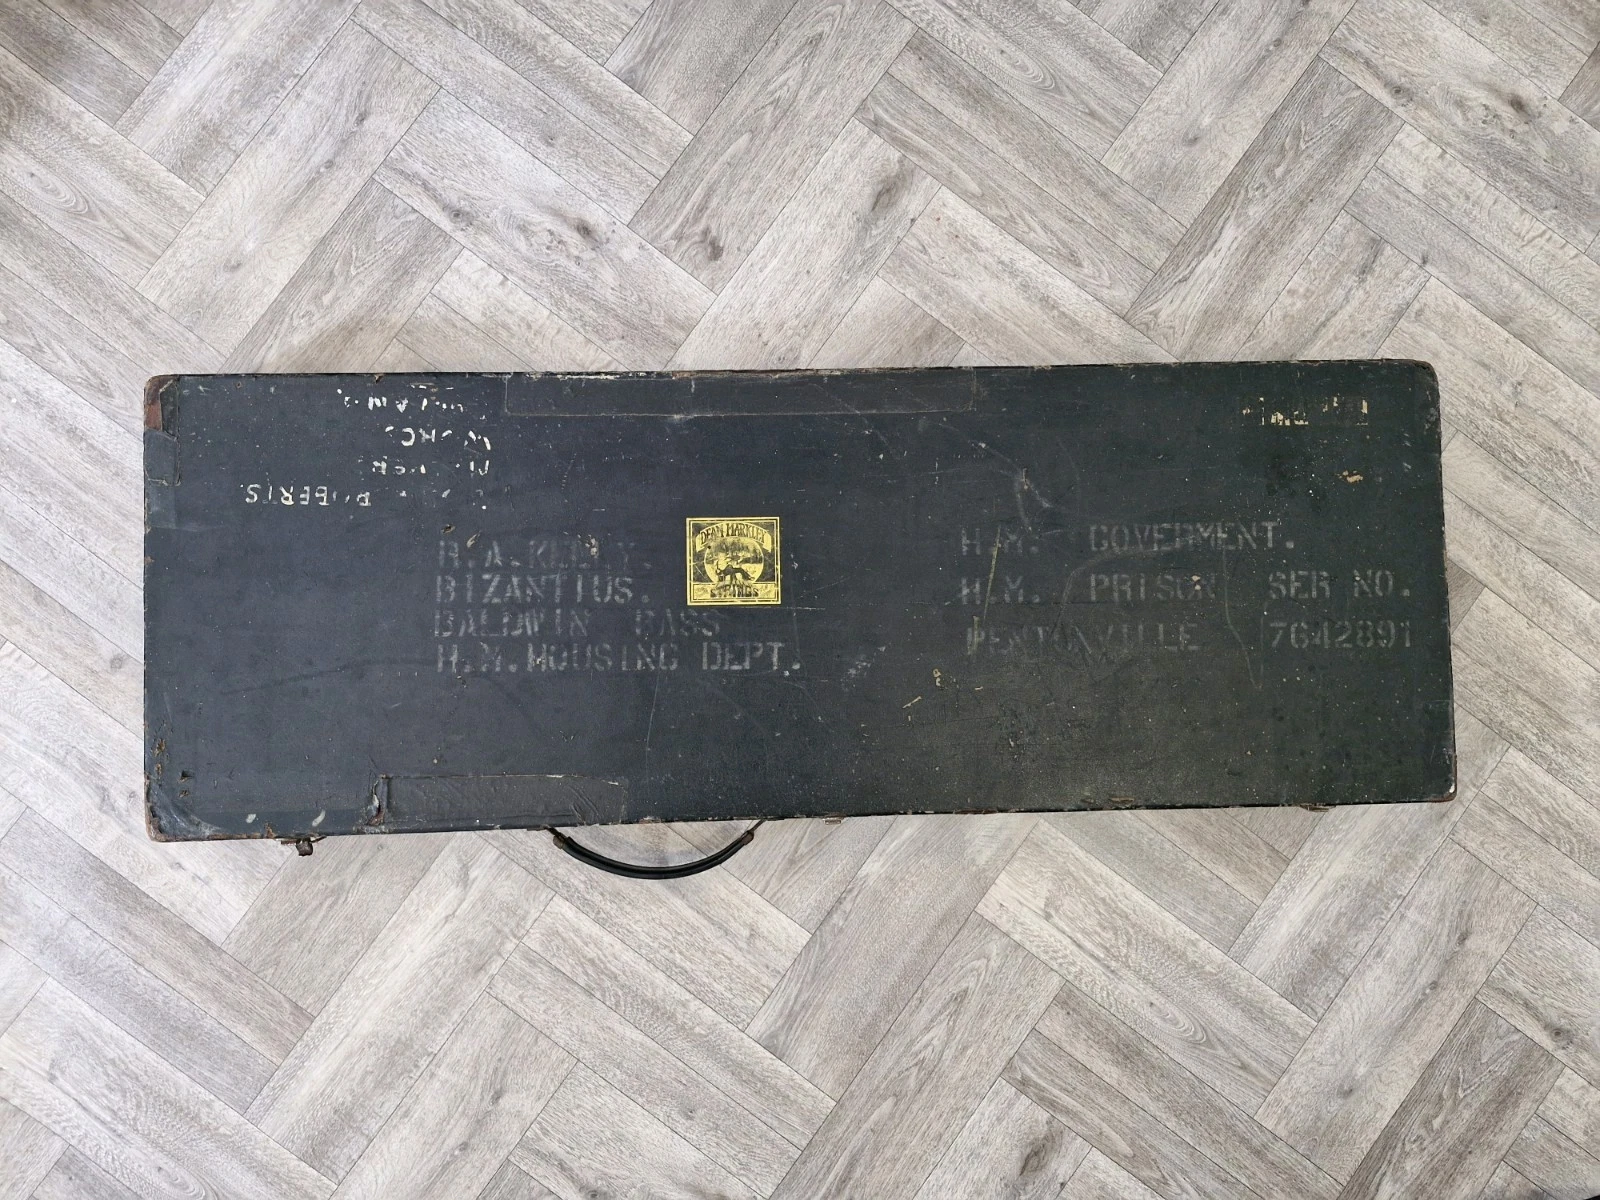 ROBERTS.
R.A. KELLY.
BIZANTIUS.
BALDWIN BASS
H.M. HOUSING DEPT.
DEAN MARKLEY
STRINGS
H.M. GOVERMENT.
H.M. PRISON SER NO.
PENTONVILLE 7642891